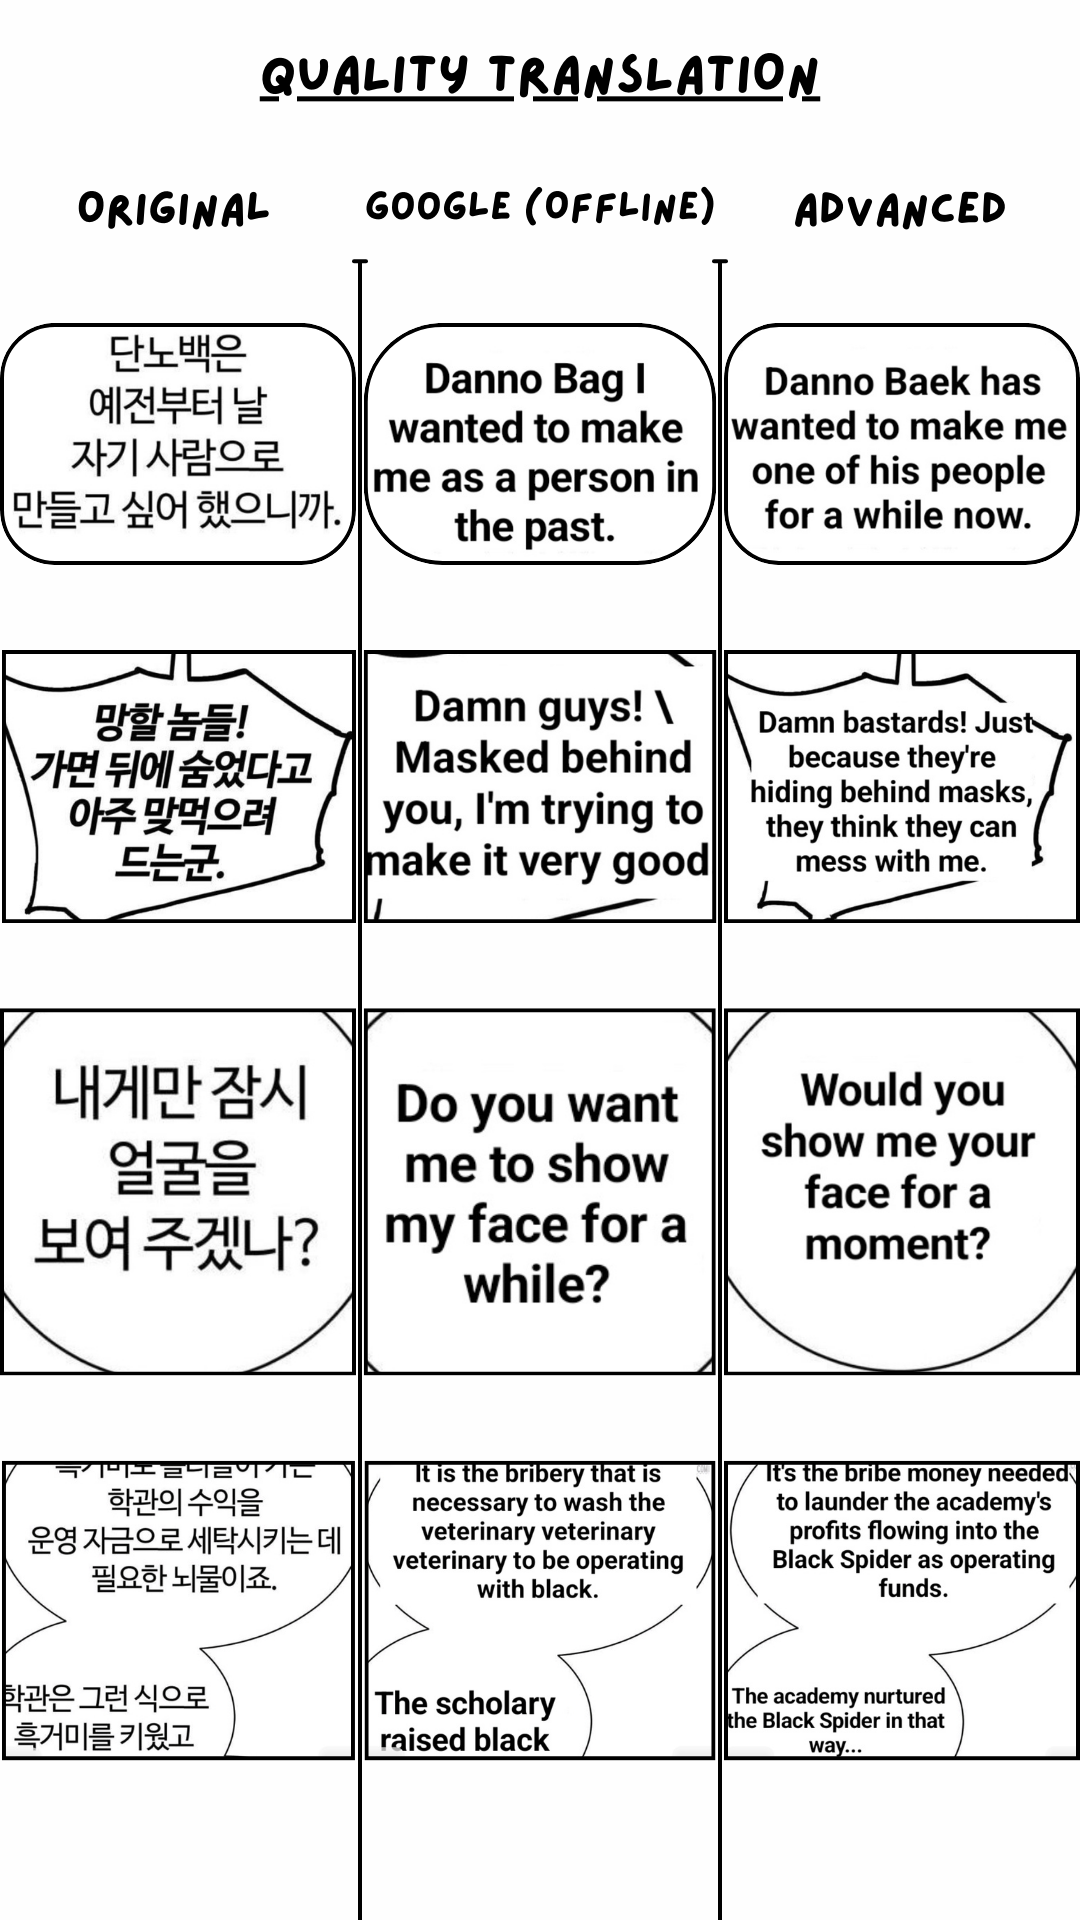 QUALITY TRANSLATION
ORIGINAL
GOOGLE (OFFLINE)
ADVANCED
단노백은
예전부터 날
자기 사람으로
만들고 싶어 했으니까.
Danno Bag I
wanted to make
me as a person in
the past.
Danno Baek has
wanted to make me
one of his people
for a while now.
망할 놈들!
가면 뒤에 숨었다고
아주 맞먹으려
드는군.
Damn guys! \
Masked behind
you, I'm trying to
make it very good
Damn bastards! Just
because they're
hiding behind masks,
they think they can
mess with me.
내게만 잠시
얼굴을
보여 주겠나?
Do you want
me to show
my face for a
while?
Would you
show me your
face for a
moment?
흑거미로 흘러들어 가는
학관의 수익을
운영 자금으로 세탁시키는 데
필요한 뇌물이죠.
학관은 그런 식으로
흑거미를 키웠고
It is the bribery that is
necessary to wash the
veterinary veterinary
veterinary to be operating
with black.
The scholary
raised black
It's the bribe money needed
to launder the academy's
profits flowing into the
Black Spider as operating
funds.
The academy nurtured
the Black Spider in that
way...